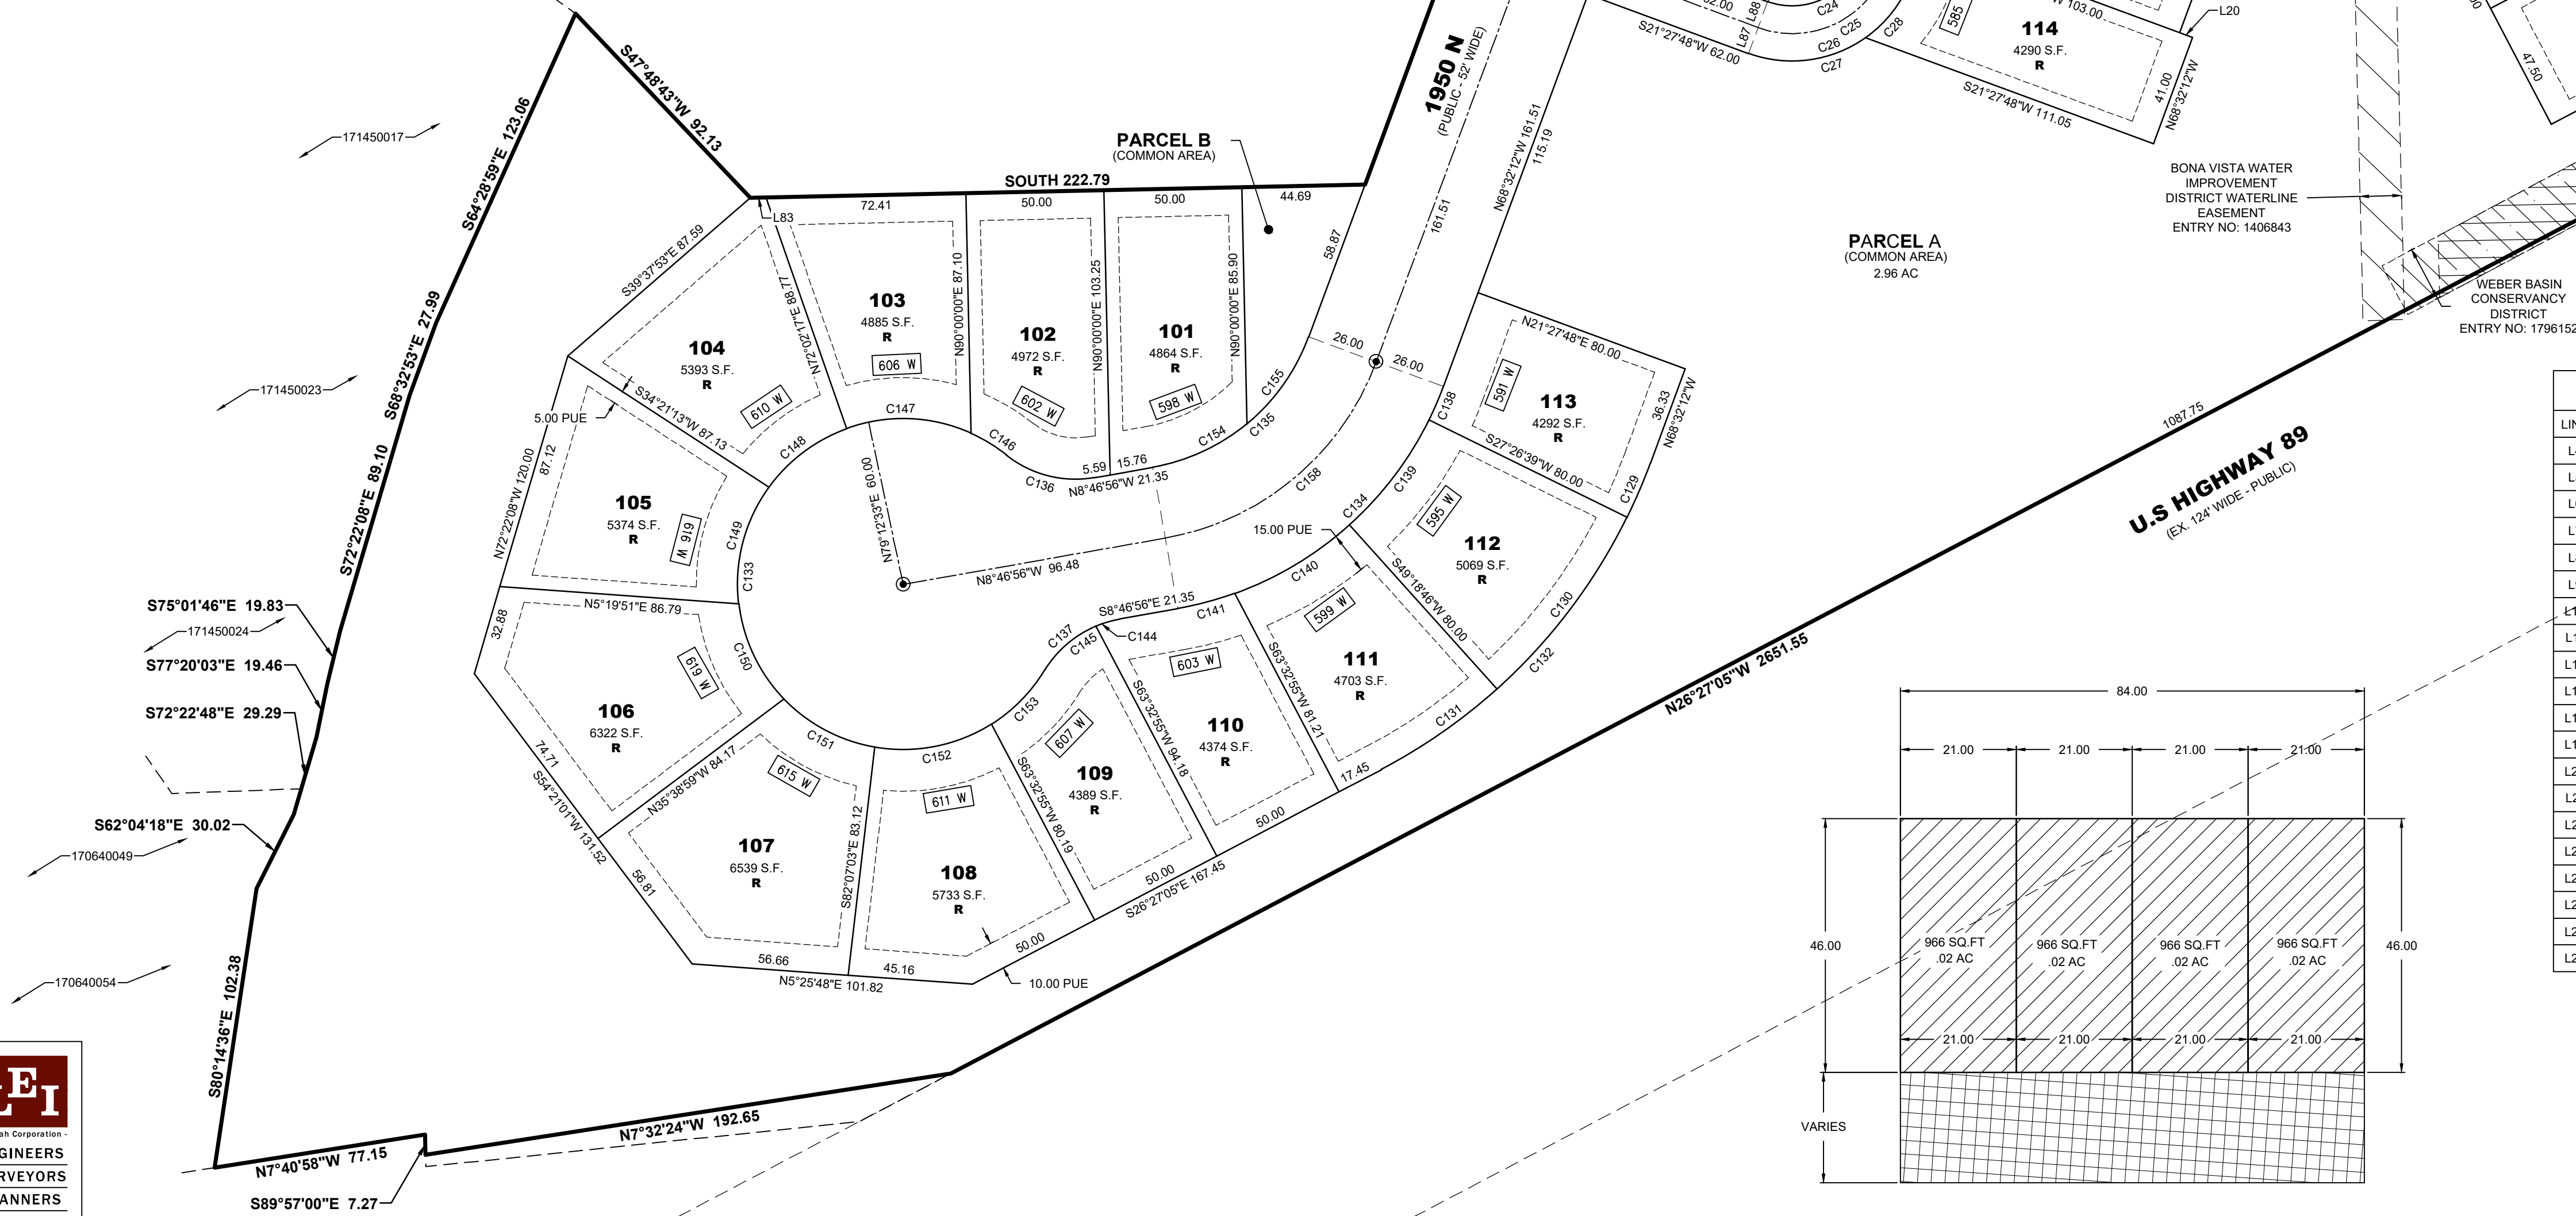 S47°48'43"W 92.13
S64°28'59"E 123.06
171450017
171450023
S68°32'53"E 27.99
S72°22'08"E 89.10
S75°01'46"E 19.83
171450024
S77°20'03"E 19.46
S72°22'48"E 29.29
S62°04'18"E 30.02
170640049
170640054
S80°14'36"E 102.38
N7°40'58"W 77.15
S89°57'00"E 7.27
N7°32'24"W 192.65
PARCEL B
(COMMON AREA)
SOUTH 222.79
L83
72.41
50.00
50.00
44.69
1950 N
(PUBLIC - 52' WIDE)
58.87
161.51
N68°32'12"W 161.51
115.19
S39°37'53"E 87.59
N72°02'17"E 88.77
N90°00'00"E 87.10
N90°00'00"E 103.25
N90°00'00"E 85.90
103
4885 S.F.
R
606 W
102
4972 S.F.
R
602 W
101
4864 S.F.
R
598 W
104
5393 S.F.
R
610 W
5.00 PUE
S34°21'13"W 87.13
C148
C147
C146
C136
5.59
15.76
N8°46'56"W 21.35
C154
C135
C155
26.00
26.00
N72°22'08"W 120.00
87.12
105
5374 S.F.
R
616 W
C149
C133
N79°12'33"E 60.00
N8°46'56"W 96.48
C158
N5°19'51"E 86.79
32.88
106
6322 S.F.
R
619 W
C150
74.71
S54°21'01"W 131.52
N35°38'59"W 84.17
C151
615 W
107
6539 S.F.
R
56.81
56.66
S82°07'03"W 83.12
C152
611 W
108
5733 S.F.
R
45.16
N5°25'48"E 101.82
50.00
10.00 PUE
C153
C137
C145
C144
S63°32'55"W 80.19
607 W
109
4389 S.F.
R
50.00
S26°27'05"E 167.45
S63°32'55"W 94.18
S8°46'56"E 21.35
C141
603 W
110
4374 S.F.
R
50.00
S63°32'55"W 81.21
C140
599 W
111
4703 S.F.
R
17.45
C131
15.00 PUE
C134
S49°18'46"W 80.00
C139
595 W
112
5069 S.F.
R
C130
C132
C138
S27°26'39"W 80.00
591 W
N21°27'48"E 80.00
113
4292 S.F.
R
36.33
N68°32'12"W
C129
S21°27'48"W 62.00
L87
L88
C24
C25
C26
C27
C28
585
114
4290 S.F.
R
W 103.00
L20
41.00
N68°32'12"W
S21°27'48"W 111.05
47.50
PARCEL A
(COMMON AREA)
2.96 AC
BONA VISTA WATER
IMPROVEMENT
DISTRICT WATERLINE
EASEMENT
ENTRY NO: 1406843
WEBER BASIN
CONSERVANCY
DISTRICT
ENTRY NO: 1796152
1087.75
U.S HIGHWAY 89
(EX. 124' WIDE - PUBLIC)
N26°27'05"W 2651.55
84.00
21.00 21.00 21.00 21.00
46.00
46.00
966 SQ.FT
.02 AC
966 SQ.FT
.02 AC
966 SQ.FT
.02 AC
966 SQ.FT
.02 AC
21.00 21.00 21.00 21.00
VARIES
LEI
ah Corporation -
GINEERS
RVEYORS
ANNERS